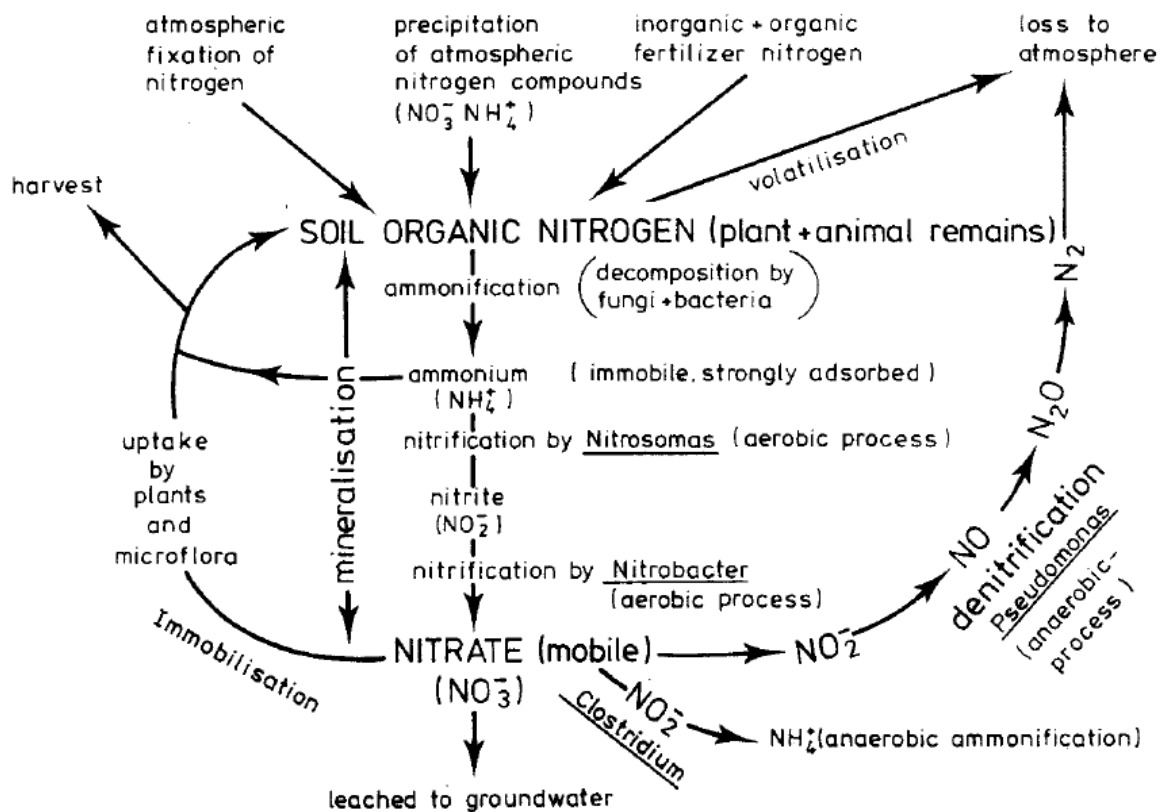 atmospheric
fixation of
nitrogen
precipitation
of atmospheric
nitrogen compounds
(NO₃⁻ NH₄⁺)
inorganic + organic
fertilizer nitrogen
loss to
atmosphere
volatilisation
harvest
SOIL ORGANIC NITROGEN (plant + animal remains)
ammonification
(decomposition by
fungi + bacteria)
ammonium
(NH₄⁺)
(immobile, strongly adsorbed)
nitrification by Nitrosomas (aerobic process)
nitrite
(NO₂⁻)
nitrification by Nitrobacter
(aerobic process)
mineralisation
uptake
by
plants
and
microflora
Immobilisation
NITRATE (mobile)
(NO₃⁻)
leached to groundwater
NO₂⁻
Clostridium
NH₄⁺ (anaerobic ammonification)
NO₂⁻
NO
N₂O
N₂
denitrification
Pseudomonas
(anaerobic-
process)